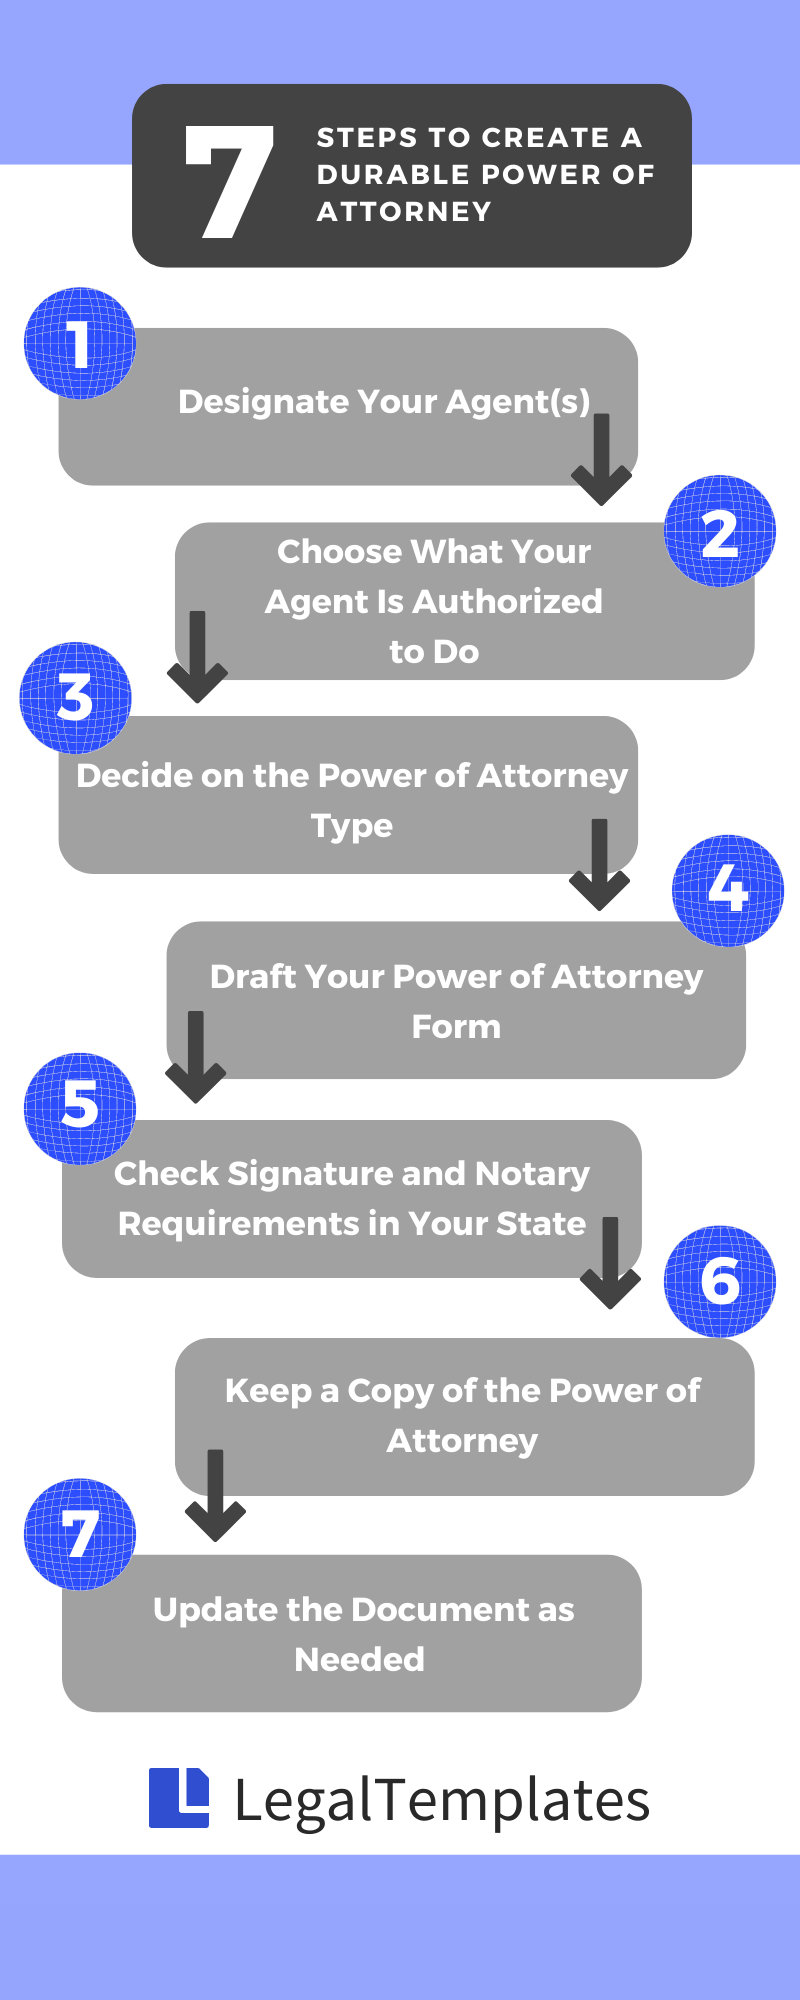 7
STEPS TO CREATE A
DURABLE POWER OF
ATTORNEY
1
Designate Your Agent(s)
2
Choose What Your
Agent Is Authorized
to Do
3
Decide on the Power of Attorney
Type
4
Draft Your Power of Attorney
Form
5
Check Signature and Notary
Requirements in Your State
6
Keep a Copy of the Power of
Attorney
7
Update the Document as
Needed
LegalTemplates